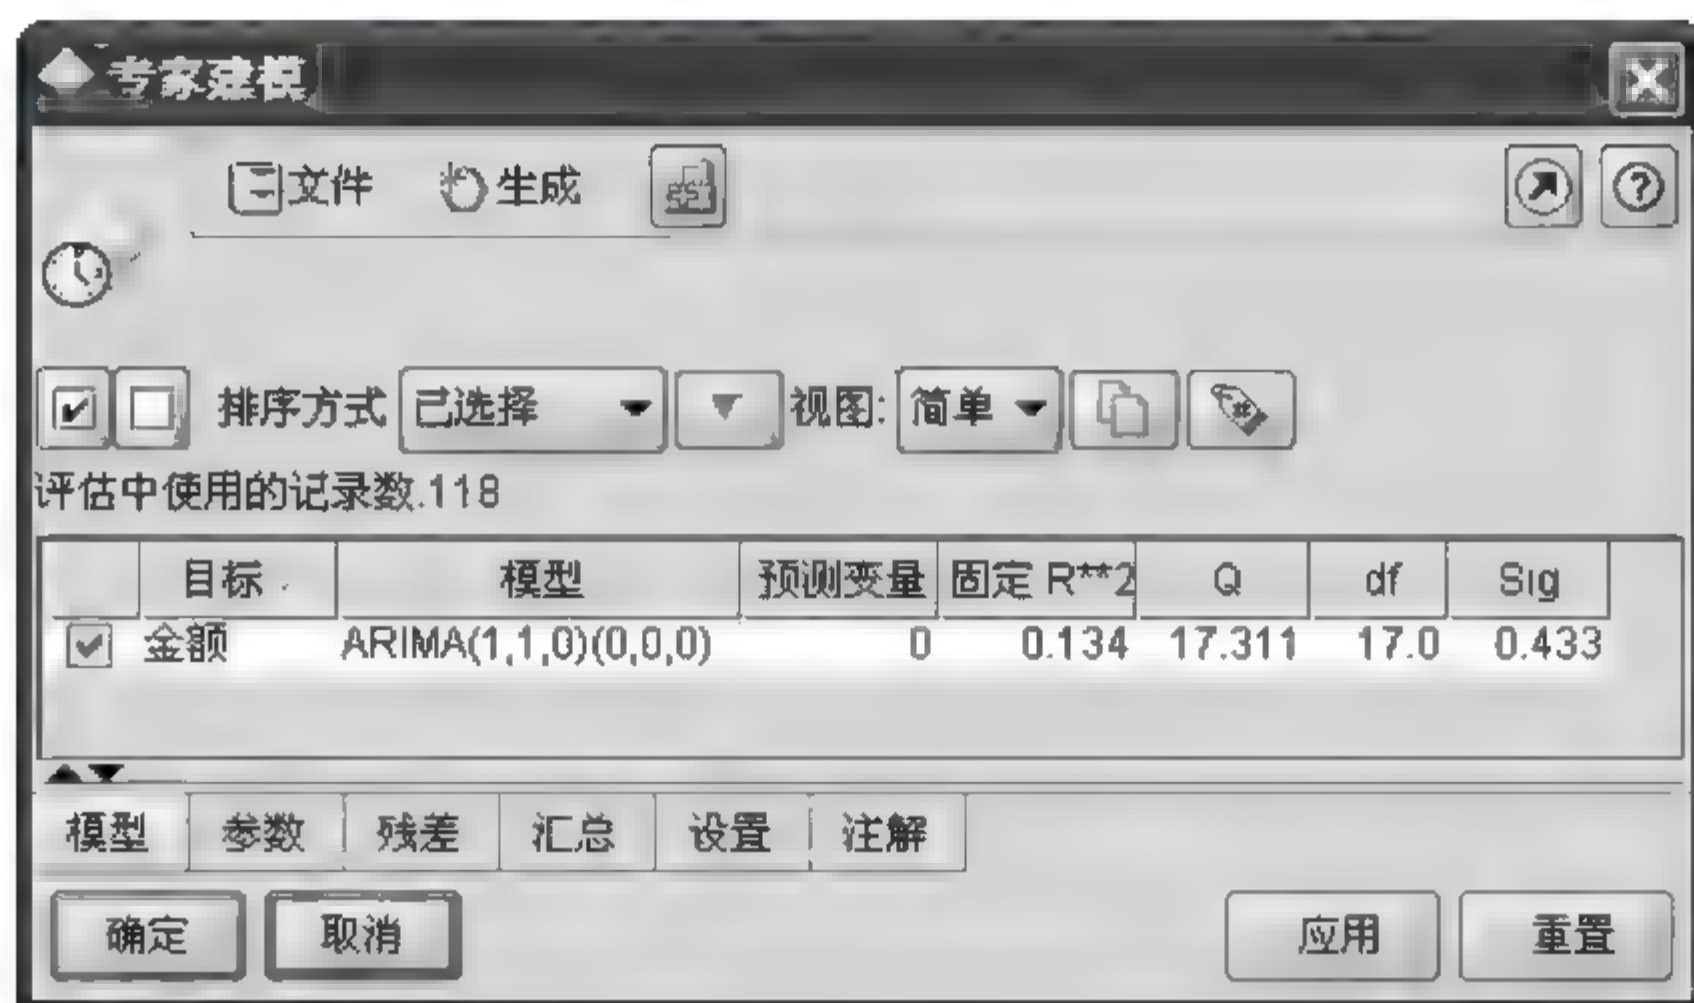 专家建模
文件 生成
排序方式 已选择 视图: 简单
评估中使用的记录数.118
目标 模型 预测变量 固定 R**2 Q df Sig
金额 ARIMA(1,1,0)(0,0,0) 0 0.134 17.311 17.0 0.433
模型 参数 残差 汇总 设置 注解
确定 取消 应用 重置